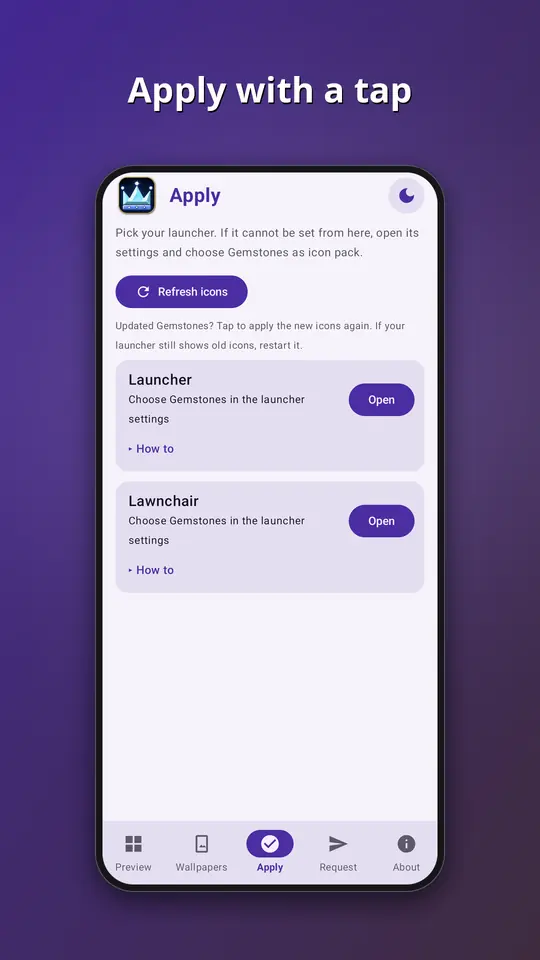 Apply with a tap
Apply
Pick your launcher. If it cannot be set from here, open its
settings and choose Gemstones as icon pack.
Refresh icons
Updated Gemstones? Tap to apply the new icons again. If your
launcher still shows old icons, restart it.
Launcher
Choose Gemstones in the launcher
settings
Open
▸ How to
Lawnchair
Choose Gemstones in the launcher
settings
Open
▸ How to
Preview
Wallpapers
Apply
Request
About